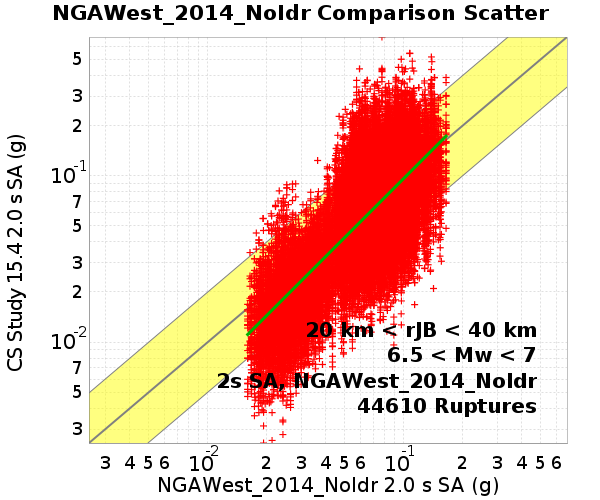 NGAWest_2014_NoIdr Comparison Scatter
CS Study 15.4 2.0 s SA (g)
5
3
2
10^-1
7
5
3
2
10^-2
7
5
3
20 km < rJB < 40 km
6.5 < Mw < 7
2s SA, NGAWest_2014_NoIdr
44610 Ruptures
3 4 5 6 10^-2 2 3 4 5 6 10^-1 2 3 4 5 6
NGAWest_2014_NoIdr 2.0 s SA (g)